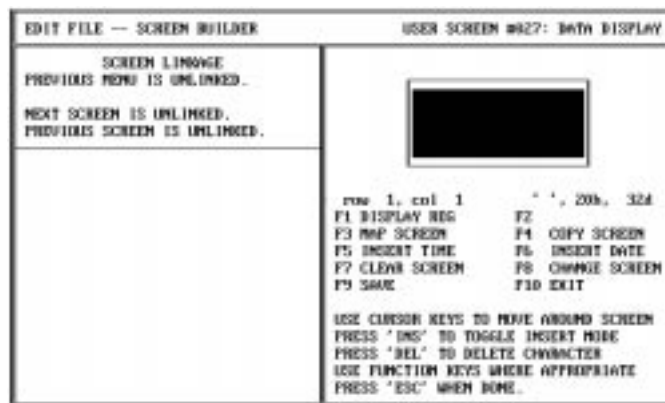 EDIT FILE -- SCREEN BUILDER
USER SCREEN #027: DATA DISPLAY
SCREEN LINKAGE
PREVIOUS MENU IS UNLINKED.
NEXT SCREEN IS UNLINKED.
PREVIOUS SCREEN IS UNLINKED.
row 1, col 1 ' ', 20h, 32d
F1 DISPLAY REG F2
F3 MAP SCREEN F4 COPY SCREEN
F5 INSERT TIME F6 INSERT DATE
F7 CLEAR SCREEN F8 CHANGE SCREEN
F9 SAVE F10 EXIT
USE CURSOR KEYS TO MOVE AROUND SCREEN
PRESS 'INS' TO TOGGLE INSERT MODE
PRESS 'DEL' TO DELETE CHARACTER
USE FUNCTION KEYS WHERE APPROPRIATE
PRESS 'ESC' WHEN DONE.